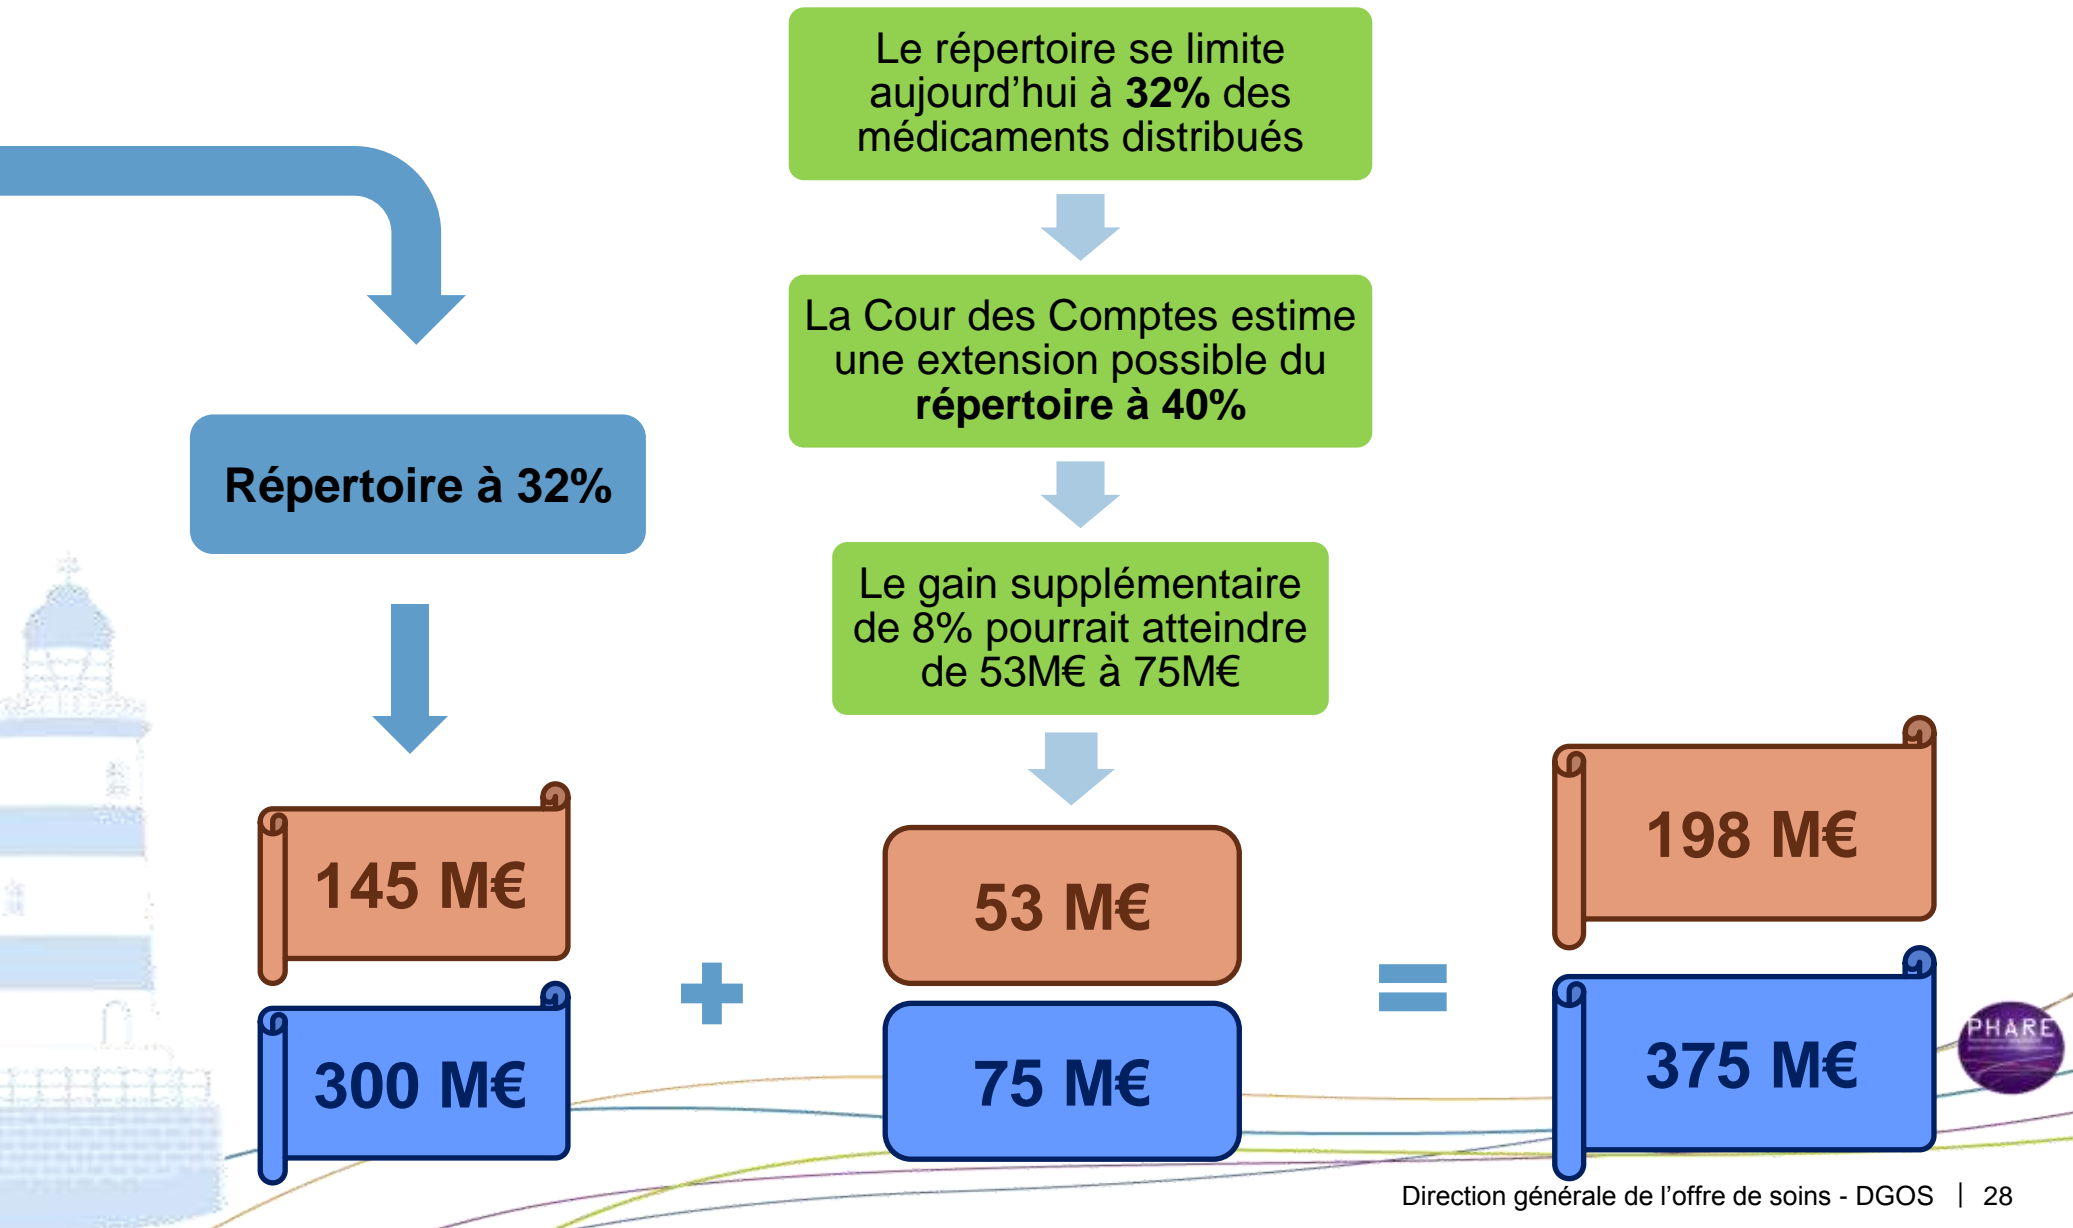 Le répertoire se limite
aujourd’hui à 32% des
médicaments distribués
La Cour des Comptes estime
une extension possible du
répertoire à 40%
Répertoire à 32%
Le gain supplémentaire
de 8% pourrait atteindre
de 53M€ à 75M€
145 M€
53 M€
198 M€
300 M€
75 M€
375 M€
PHARE
Direction générale de l’offre de soins - DGOS | 28